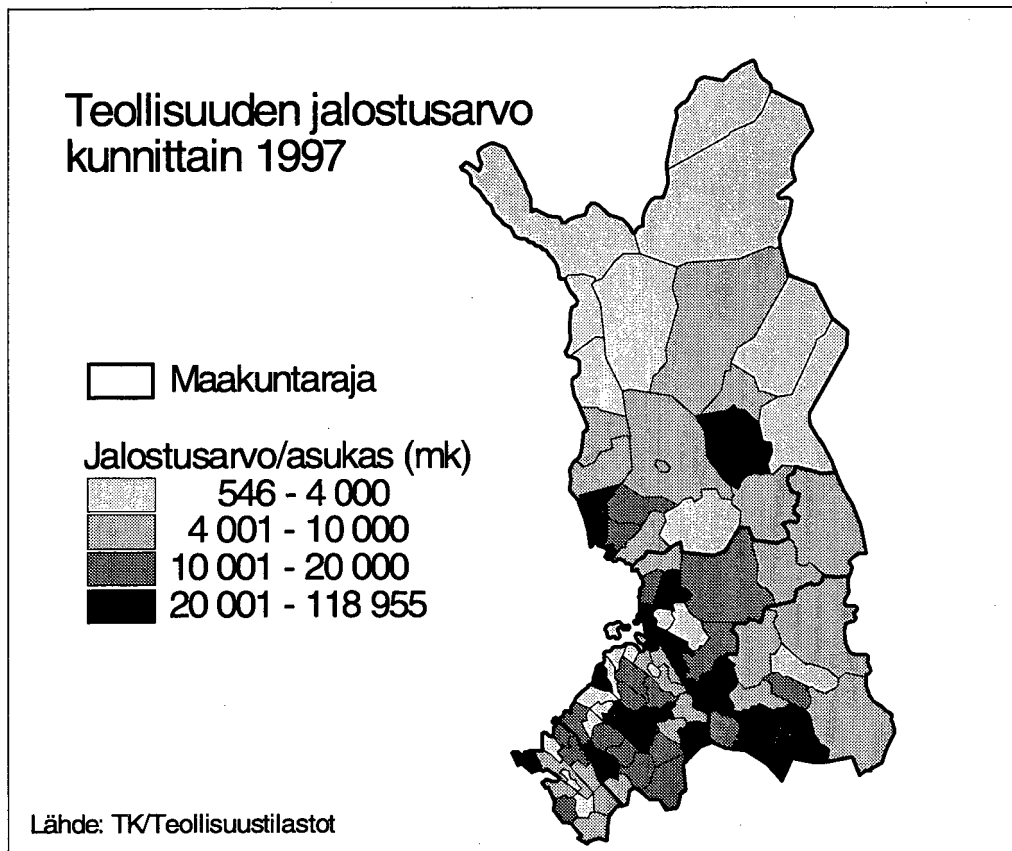 Teollisuuden jalostusarvo
kunnittain 1997
Maakuntaraja
Jalostusarvo/asukas (mk)
546 - 4 000
4 001 - 10 000
10 001 - 20 000
20 001 - 118 955
Lähde: TK/Teollisuustilastot